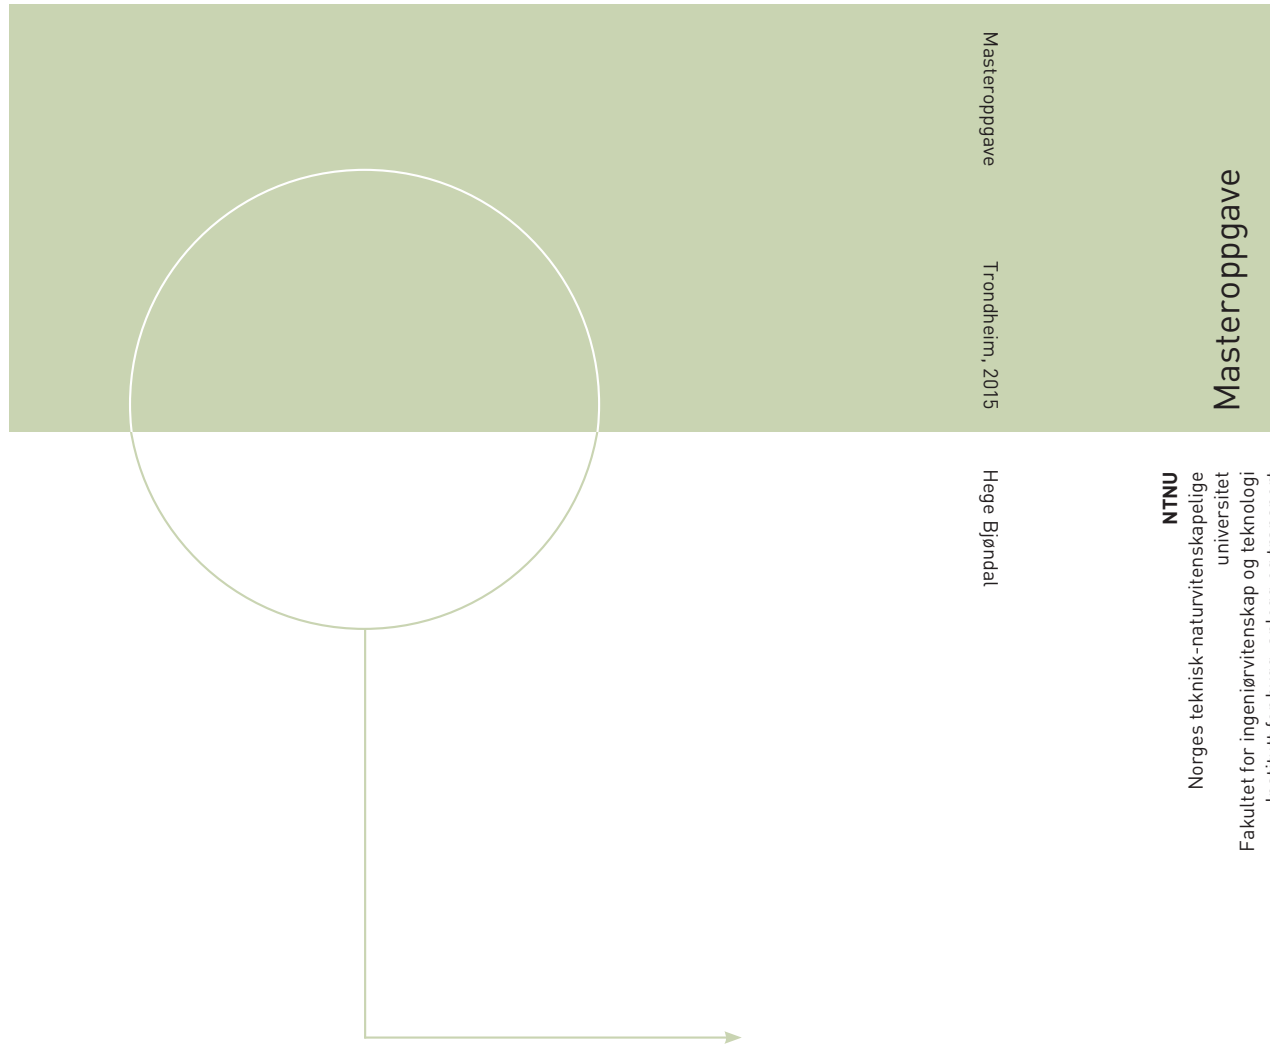 Masteroppgave
Trondheim, 2015
Hege Bjøndal
Masteroppgave
NTNU
Norges teknisk-naturvitenskapelige
universitet
Fakultet for ingeniørvitenskap og teknologi